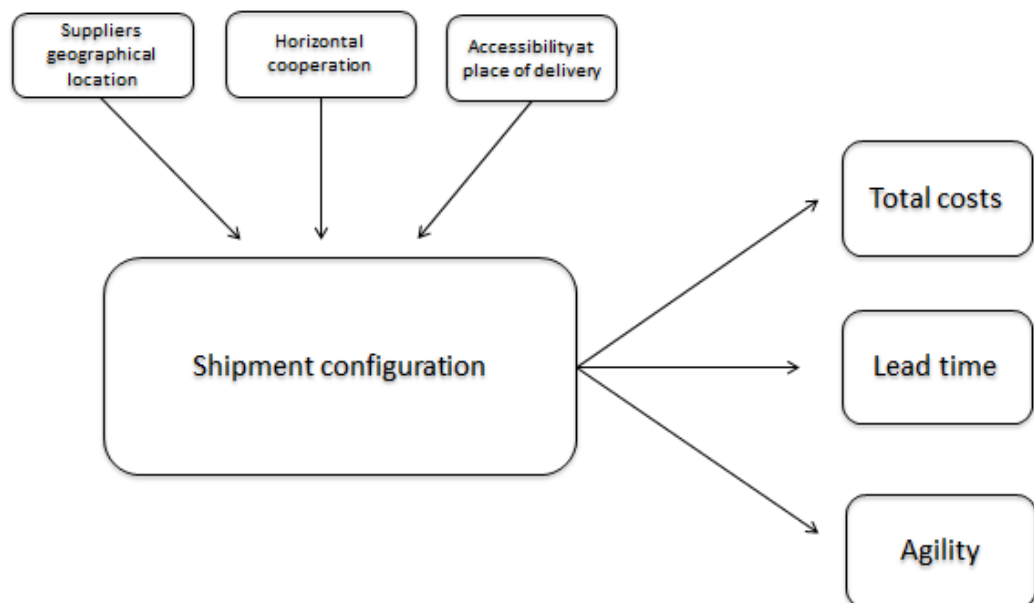 Suppliers
geographical
location
Horizontal
cooperation
Accessibility at
place of delivery
Total costs
Shipment configuration
Lead time
Agility